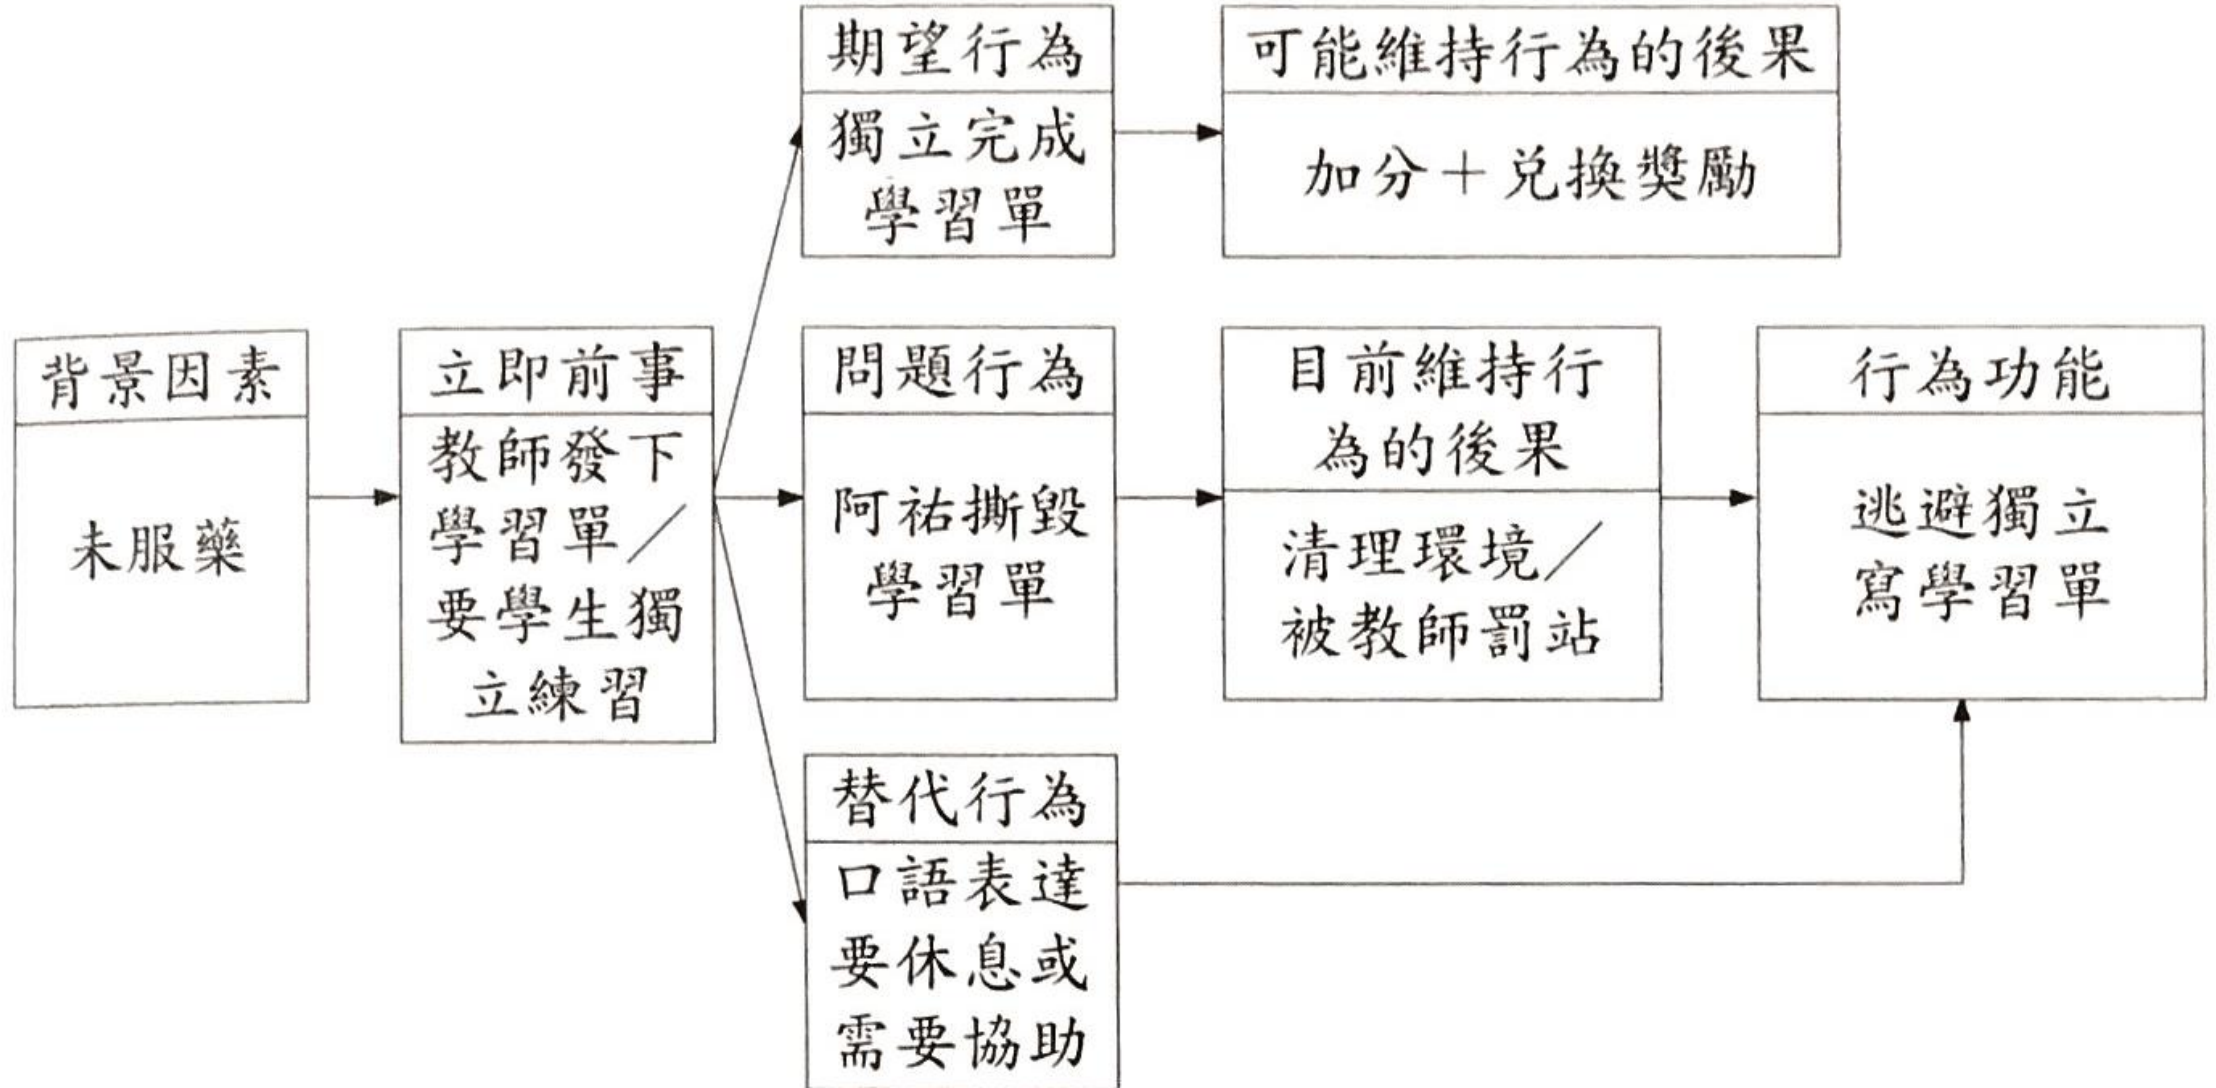 期望行為
獨立完成
學習單
可能維持行為的後果
加分＋兌換獎勵
背景因素
未服藥
立即前事
教師發下
學習單／
要學生獨
立練習
問題行為
阿祐撕毀
學習單
目前維持行
為的後果
清理環境／
被教師罰站
行為功能
逃避獨立
寫學習單
替代行為
口語表達
要休息或
需要協助